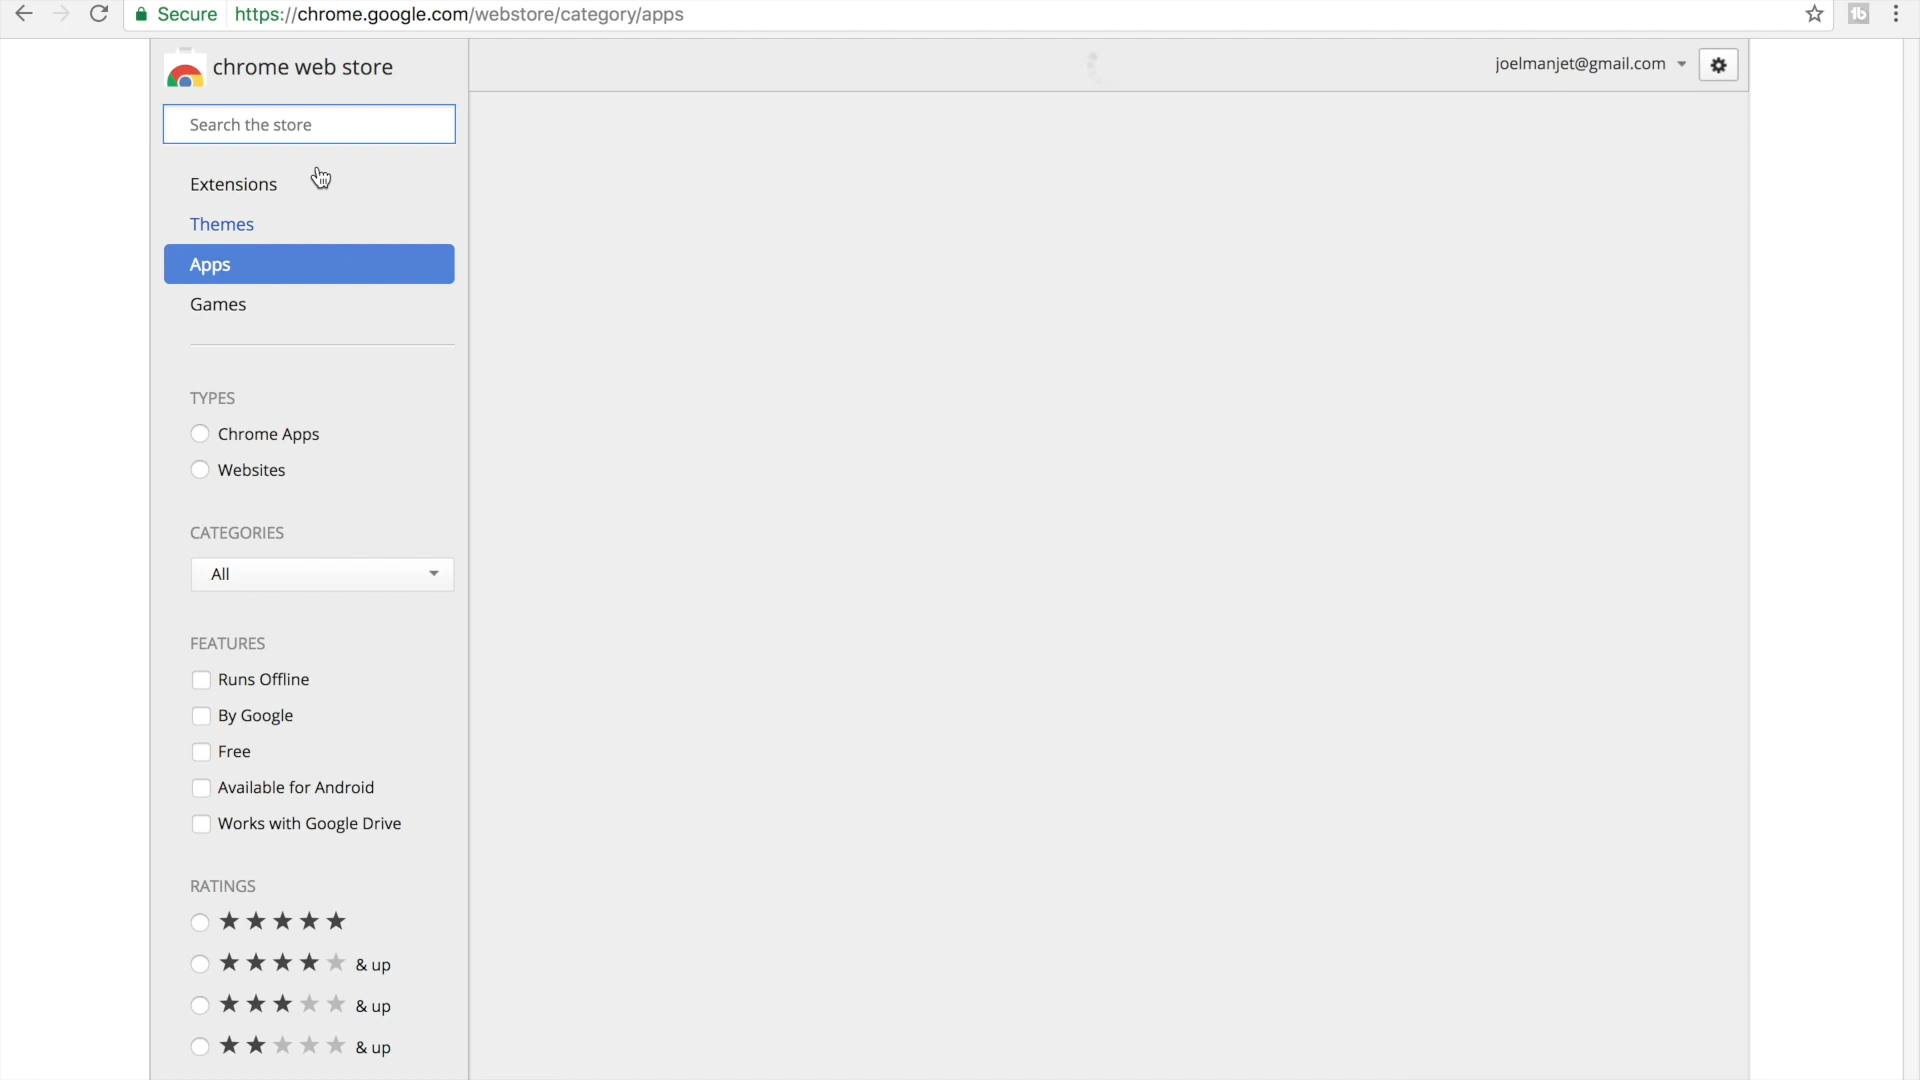 Secure https://chrome.google.com/webstore/category/apps
chrome web store
joelmanjet@gmail.com
Search the store
Extensions
Themes
Apps
Games
TYPES
Chrome Apps
Websites
CATEGORIES
All
FEATURES
Runs Offline
By Google
Free
Available for Android
Works with Google Drive
RATINGS
& up
& up
& up